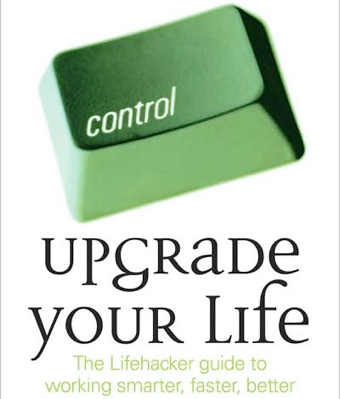 control
upgrade
your Life
The Lifehacker guide to
working smarter, faster, better